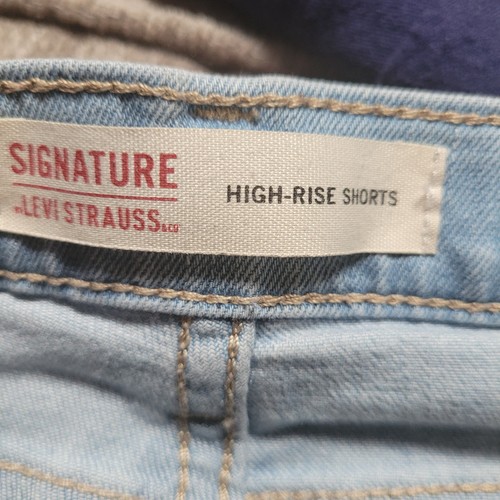 SIGNATURE
BY LEVI STRAUSS & CO
HIGH-RISE SHORTS